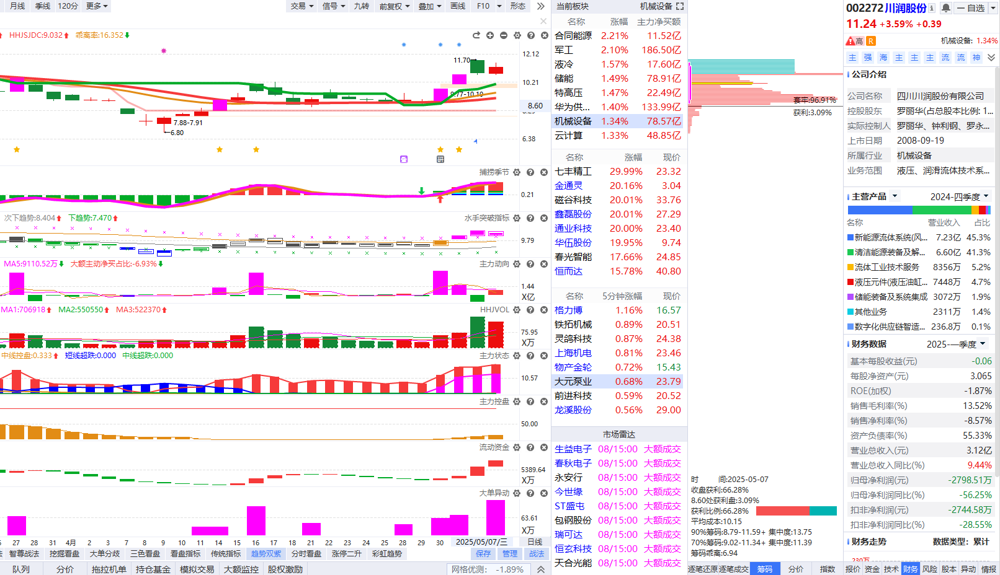 月线 季线 120分 更多 交易 信号 九转 前复权 叠加 画线 F10 形态
HHJSJDC:9.032 乖离率:16.352
12.12
11.70
10.21
9.77-10.10
8.60
7.88-7.91
6.80
6.38
捕捞季节
0.21
次下趋势:8.404 下趋势:7.470 水手突破指标
9.79
MA5:9110.52万 大额主动净买占比:-6.93% 主力动向
1.44
X亿
MA1:706918 MA2:550550 MA3:522370 HHJVOL
75.95
X万
中线控盘:0.333 短线超跌:0.000 中线超跌:0.000 主力状态
10.57
主力控盘
50.00
流动资金
5389.64
X万
大单异动
63.61
X万
27 28 31 4月 2 3 7 8 9 10 11 14 15 16 17 18 21 22 23 24 25 28 29 30 2025/05/07/三 日线
智尊战法 挖掘看盘 大单分歧 三色看盘 看盘指标 传统指标 趋势双紫 分时看盘 涨停二升 彩虹趋势 保存 管理 战法
队列 分价 拖拉机单 持仓基金 模拟交易 大额监控 股权激励 网格优测: -1.89%
当前板块 机械设备
名称 涨幅 主力净买额
合同能源 2.21% 11.52亿
军工 2.10% 186.50亿
液冷 1.57% 17.60亿
储能 1.49% 78.91亿
特高压 1.47% 22.49亿
华为供... 1.40% 133.99亿
机械设备 1.34% 78.57亿
云计算 1.33% 48.85亿
名称 涨幅 现价
七丰精工 29.99% 23.32
金通灵 20.16% 3.04
磁谷科技 20.01% 33.76
鑫磊股份 20.01% 27.29
通业科技 20.00% 23.40
华伍股份 19.95% 9.74
春光智能 17.66% 24.85
恒而达 15.78% 40.80
名称 5分钟涨幅 现价
格力博 1.16% 16.57
铁拓机械 0.89% 20.51
灵鸽科技 0.87% 24.38
上海机电 0.81% 23.46
物产金轮 0.72% 15.43
大元泵业 0.68% 23.79
前进科技 0.59% 20.52
龙溪股份 0.56% 29.00
市场雷达
生益电子 08/15:00 大额成交
春秋电子 08/15:00 大额成交
永安行 08/15:00 大额成交
今世缘 08/15:00 大额成交
ST盛屯 08/15:00 大额成交
包钢股份 08/15:00 大额成交
瑞可达 08/15:00 大额成交
恒玄科技 08/15:00 大额成交
天合光能 08/15:00 大额成交
套牢:96.91%
获利:3.09%
时 间:2025-05-07
收盘获利:66.28%
8.60处获利盘:3.09%
获利比例:66.28%
平均成本:10.15
90%筹码:8.79-11.59+ 集中度:13.75
70%筹码:9.02-11.34+ 集中度:11.39
筹码乖离:6.94
逐笔还原 逐笔成交 筹码 分价 指数
002272 川润股份 自选
11.24 +3.59% +0.39
高 R 机械设备: 1.34%
主 强 海 主 主 主 流 流 神
公司介绍
公司名称 四川川润股份有限公司
控股股东 罗丽华(占总股本比例: 1...
实际控制人 罗丽华、钟利钢、罗永...
上市日期 2008-09-19
所属行业 机械设备
业务范围 液压、润滑流体技术系...
主营产品 2024-四季度
名称 营业收入 占比
新能源流体系统(风... 7.23亿 45.3%
清洁能源装备及解... 6.60亿 41.3%
流体工业技术服务 8356万 5.2%
液压元件(液压油缸... 7448万 4.7%
储能装备及系统集成 3072万 1.9%
其他业务 2311万 1.4%
数字化供应链智造... 236.8万 0.1%
财务数据 2025-一季度
基本每股收益(元) -0.06
每股净资产(元) 3.065
ROE(加权) -1.87%
销售毛利率(%) 13.52%
销售净利率(%) -8.57%
资产负债率(%) 55.33%
营业总收入(元) 3.12亿
营业总收入同比(%) 9.44%
归母净利润(元) -2798.51万
归母净利润同比(%) -56.25%
扣非净利润(元) -2744.58万
扣非净利润同比(%) -28.55%
财务走势 数据类型: 累计
报价 资金 技术 财务 风险 股本 异动 情报